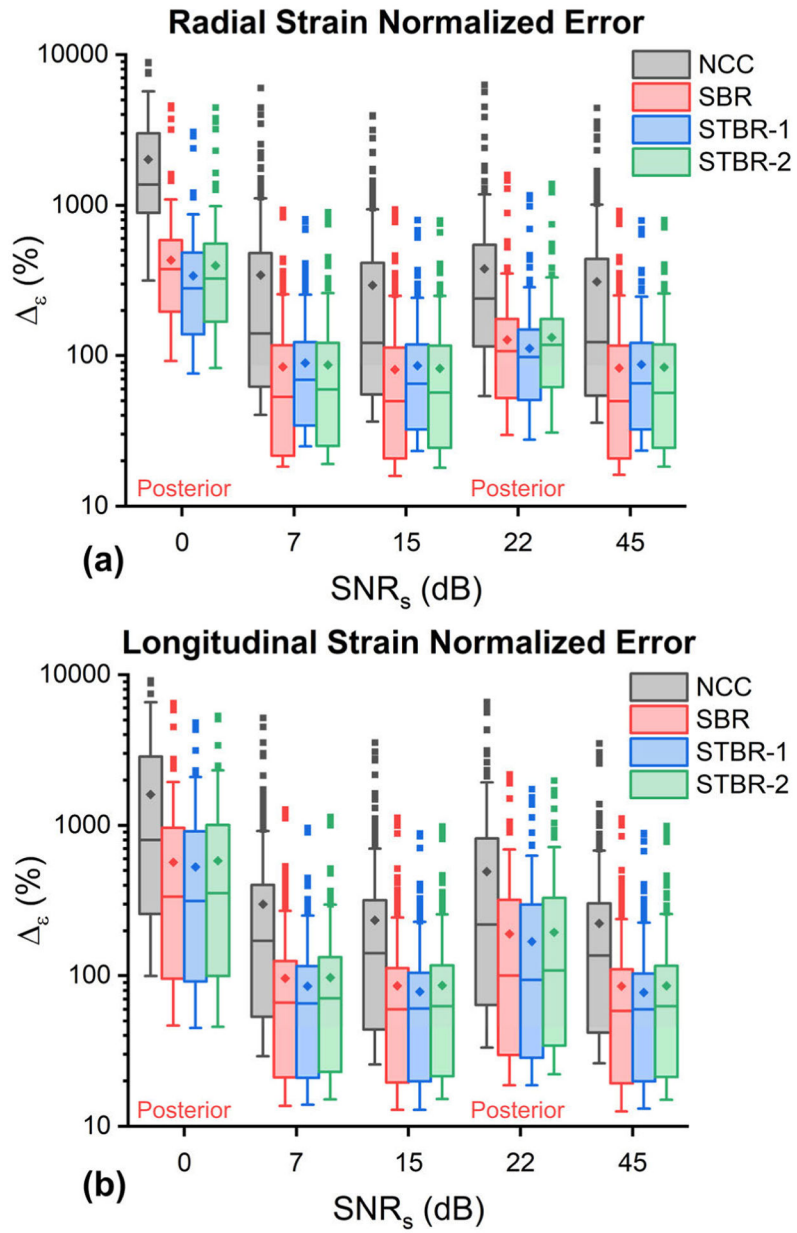 Radial Strain Normalized Error
10000
1000
100
10
Δε (%)
NCC
SBR
STBR-1
STBR-2
Posterior
Posterior
0 7 15 22 45
(a)
SNRs (dB)
Longitudinal Strain Normalized Error
10000
1000
100
10
Δε (%)
NCC
SBR
STBR-1
STBR-2
Posterior
Posterior
0 7 15 22 45
(b)
SNRs (dB)